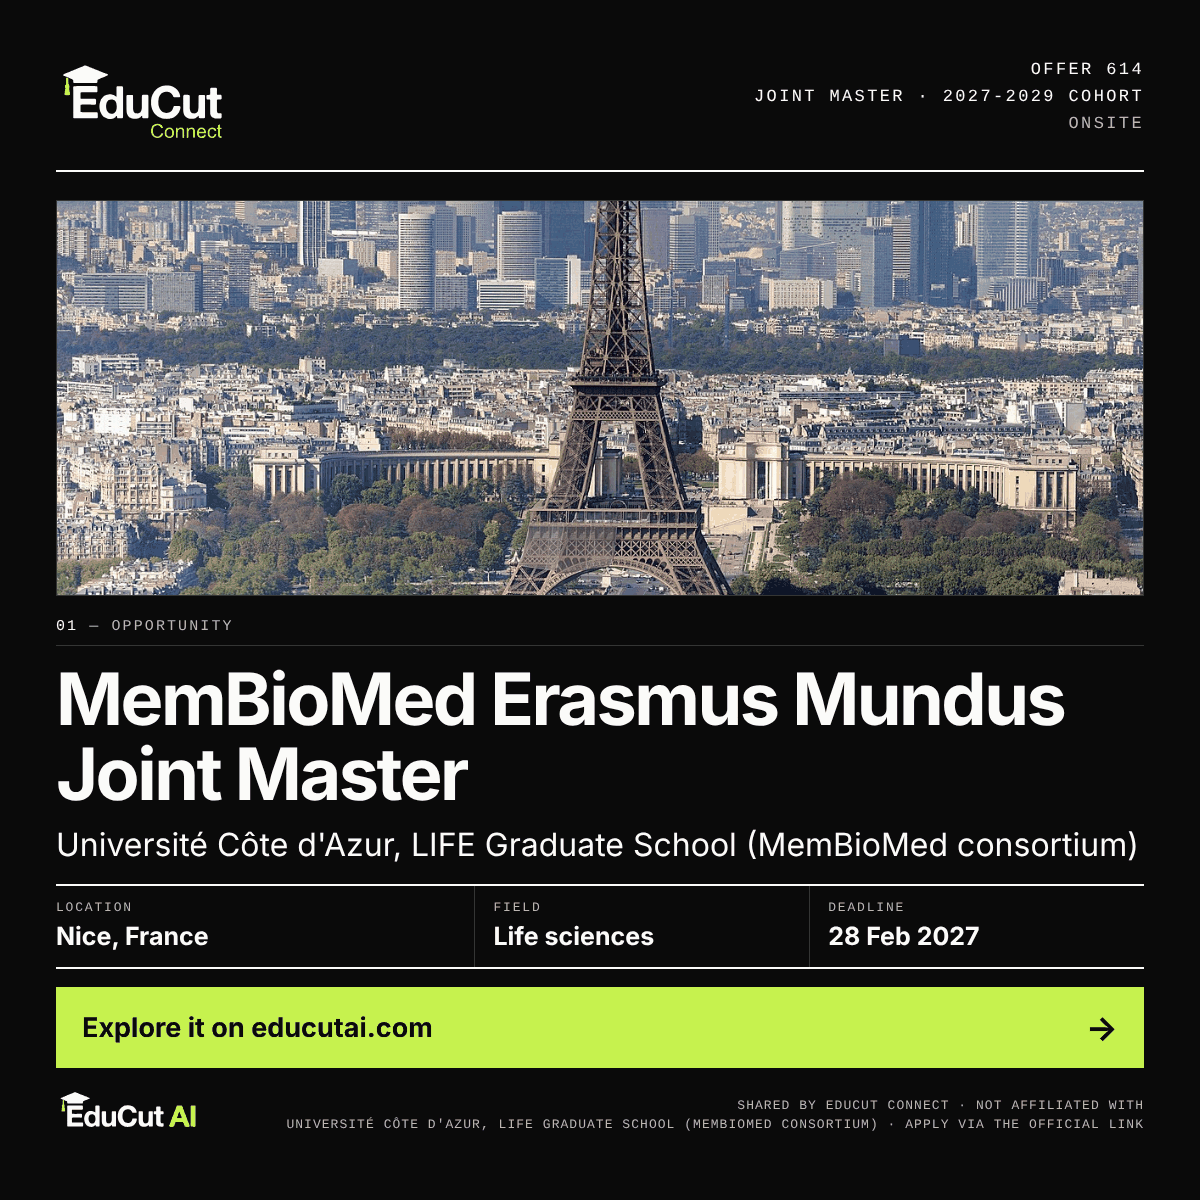 EduCut
Connect
OFFER 614
JOINT MASTER · 2027-2029 COHORT
ONSITE
01 — OPPORTUNITY
MemBioMed Erasmus Mundus
Joint Master
Université Côte d'Azur, LIFE Graduate School (MemBioMed consortium)
LOCATION
Nice, France
FIELD
Life sciences
DEADLINE
28 Feb 2027
Explore it on educutai.com →
EduCut AI
SHARED BY EDUCUT CONNECT · NOT AFFILIATED WITH
UNIVERSITÉ CÔTE D'AZUR, LIFE GRADUATE SCHOOL (MEMBIOMED CONSORTIUM) · APPLY VIA THE OFFICIAL LINK